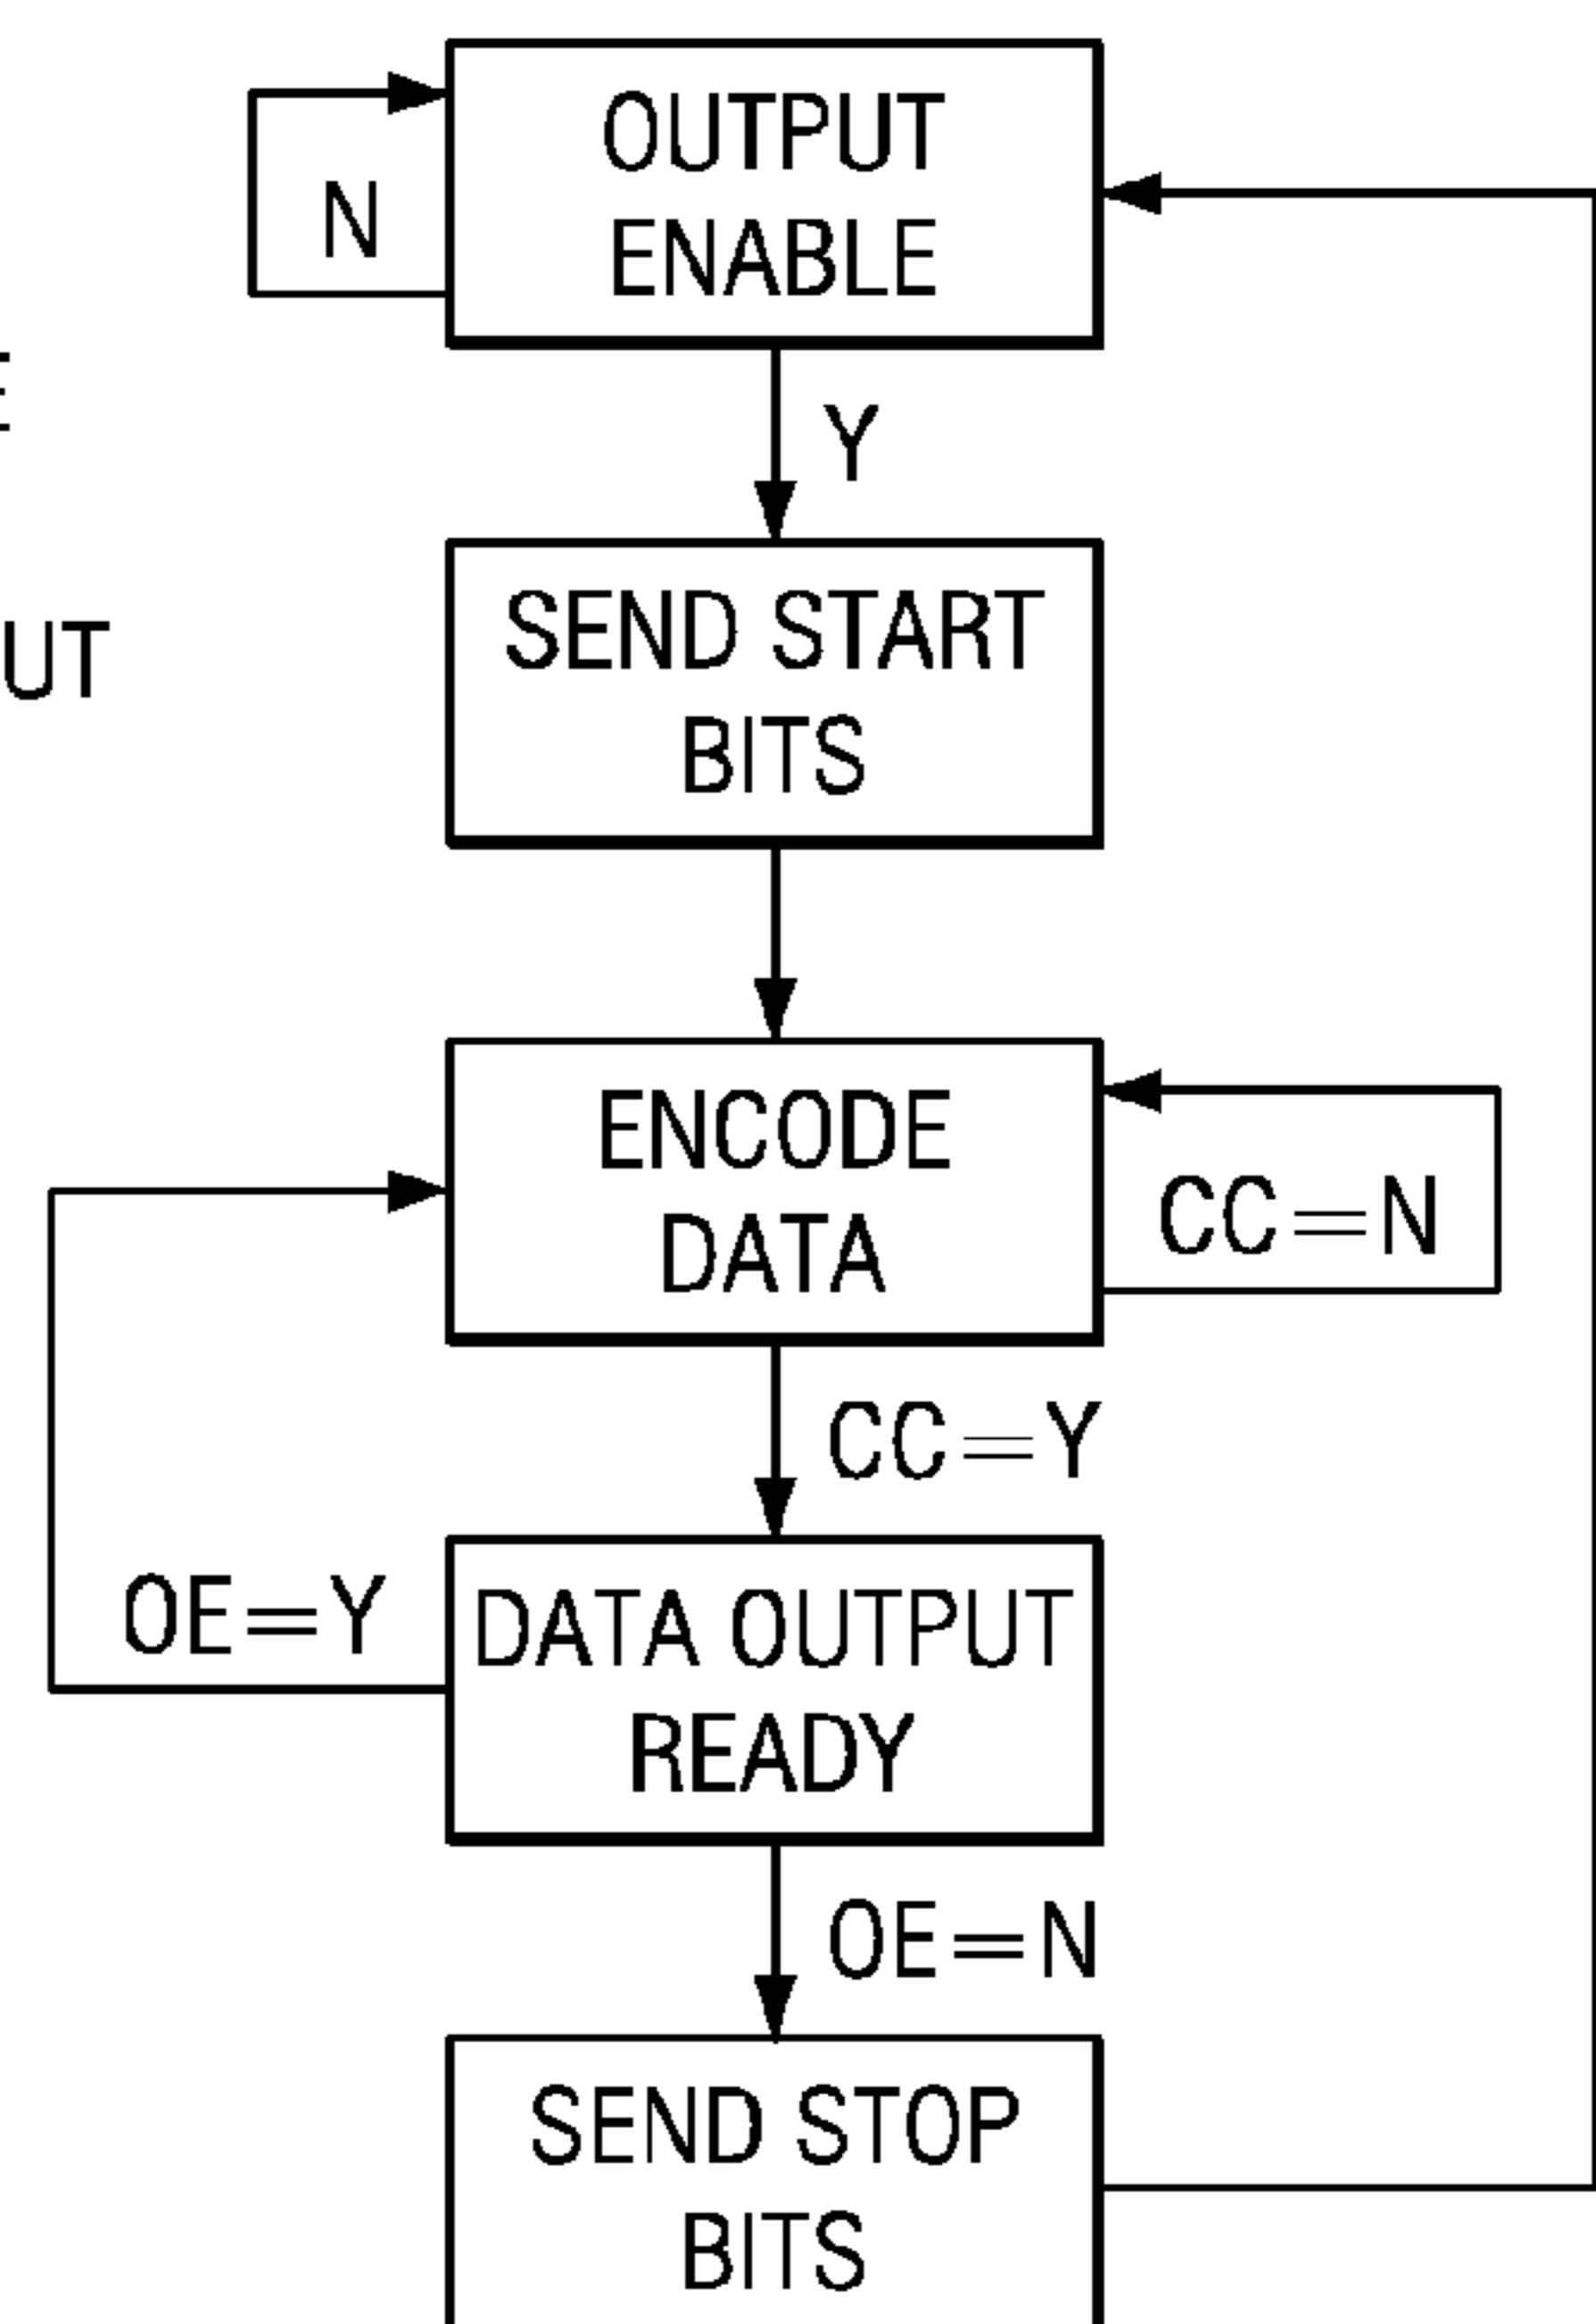 OUTPUT
ENABLE
N
Y
UT
SEND START
BITS
ENCODE
DATA
CC=N
CC=Y
OE=Y
DATA OUTPUT
READY
OE=N
SEND STOP
BITS